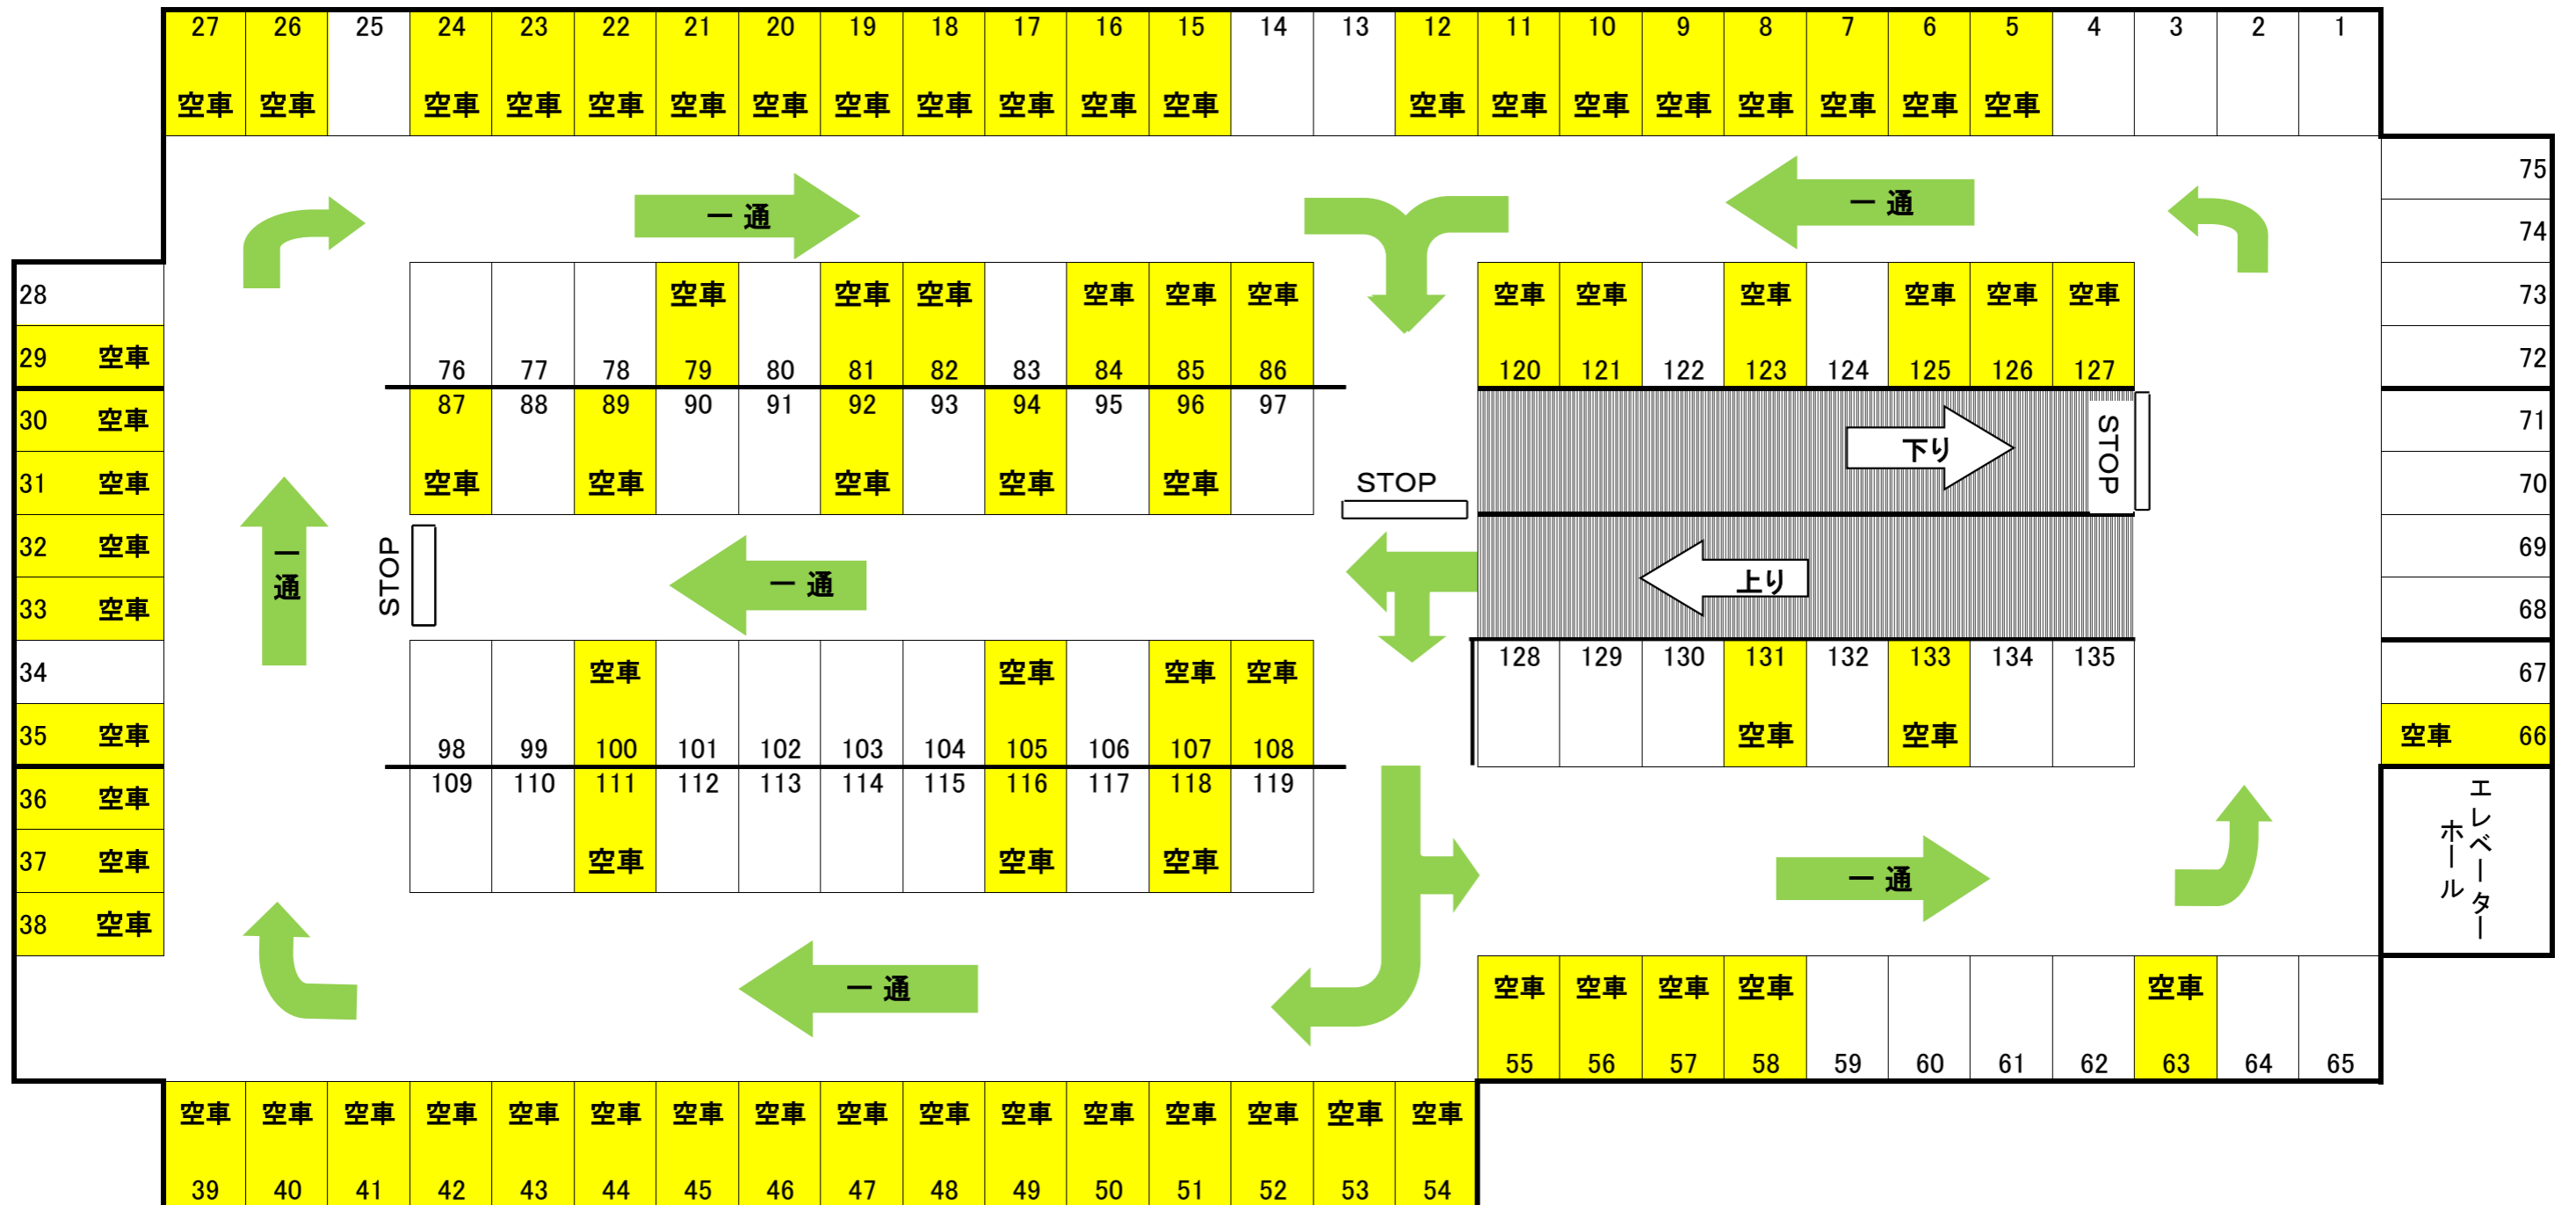 27 26 25 24 23 22 21 20 19 18 17 16 15 14 13 12 11 10 9 8 7 6 5 4 3 2 1
空車 空車 空車 空車 空車 空車 空車 空車 空車 空車 空車 空車 空車 空車 空車 空車 空車 空車 空車 空車
75
74
73
72
71
70
69
68
67
空車 66
エレベーター
ホール
一 通
一 通
28
29 空車
30 空車
31 空車
32 空車
33 空車
34
35 空車
36 空車
37 空車
38 空車
一通
空車 空車 空車 空車 空車 空車
76 77 78 79 80 81 82 83 84 85 86
87 88 89 90 91 92 93 94 95 96 97
空車 空車 空車 空車 空車
空車 空車 空車 空車 空車 空車
120 121 122 123 124 125 126 127
下り
STOP
STOP
STOP
一 通
上り
空車 空車 空車 空車
98 99 100 101 102 103 104 105 106 107 108
109 110 111 112 113 114 115 116 117 118 119
空車 空車 空車
128 129 130 131 132 133 134 135
空車 空車
一 通
一 通
空車 空車 空車 空車 空車
55 56 57 58 59 60 61 62 63 64 65
空車 空車 空車 空車 空車 空車 空車 空車 空車 空車 空車 空車 空車 空車 空車 空車
39 40 41 42 43 44 45 46 47 48 49 50 51 52 53 54